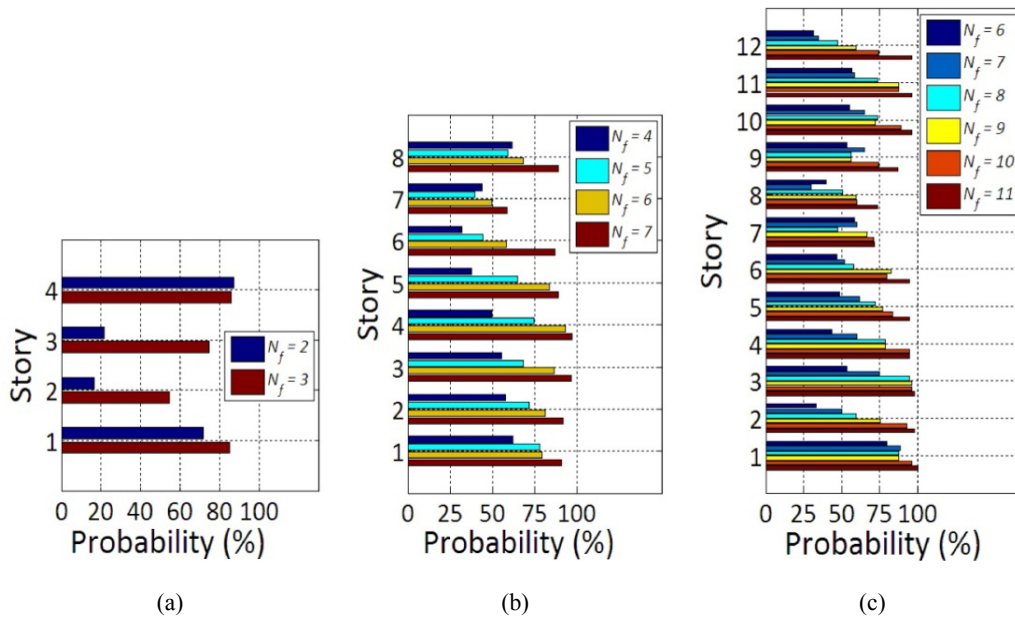 Story
4
3
2
1
N_f = 2
N_f = 3
0 20 40 60 80 100
Probability (%)
(a)
Story
8
7
6
5
4
3
2
1
N_f = 4
N_f = 5
N_f = 6
N_f = 7
0 25 50 75 100
Probability (%)
(b)
Story
12
11
10
9
8
7
6
5
4
3
2
1
N_f = 6
N_f = 7
N_f = 8
N_f = 9
N_f = 10
N_f = 11
0 25 50 75 100
Probability (%)
(c)